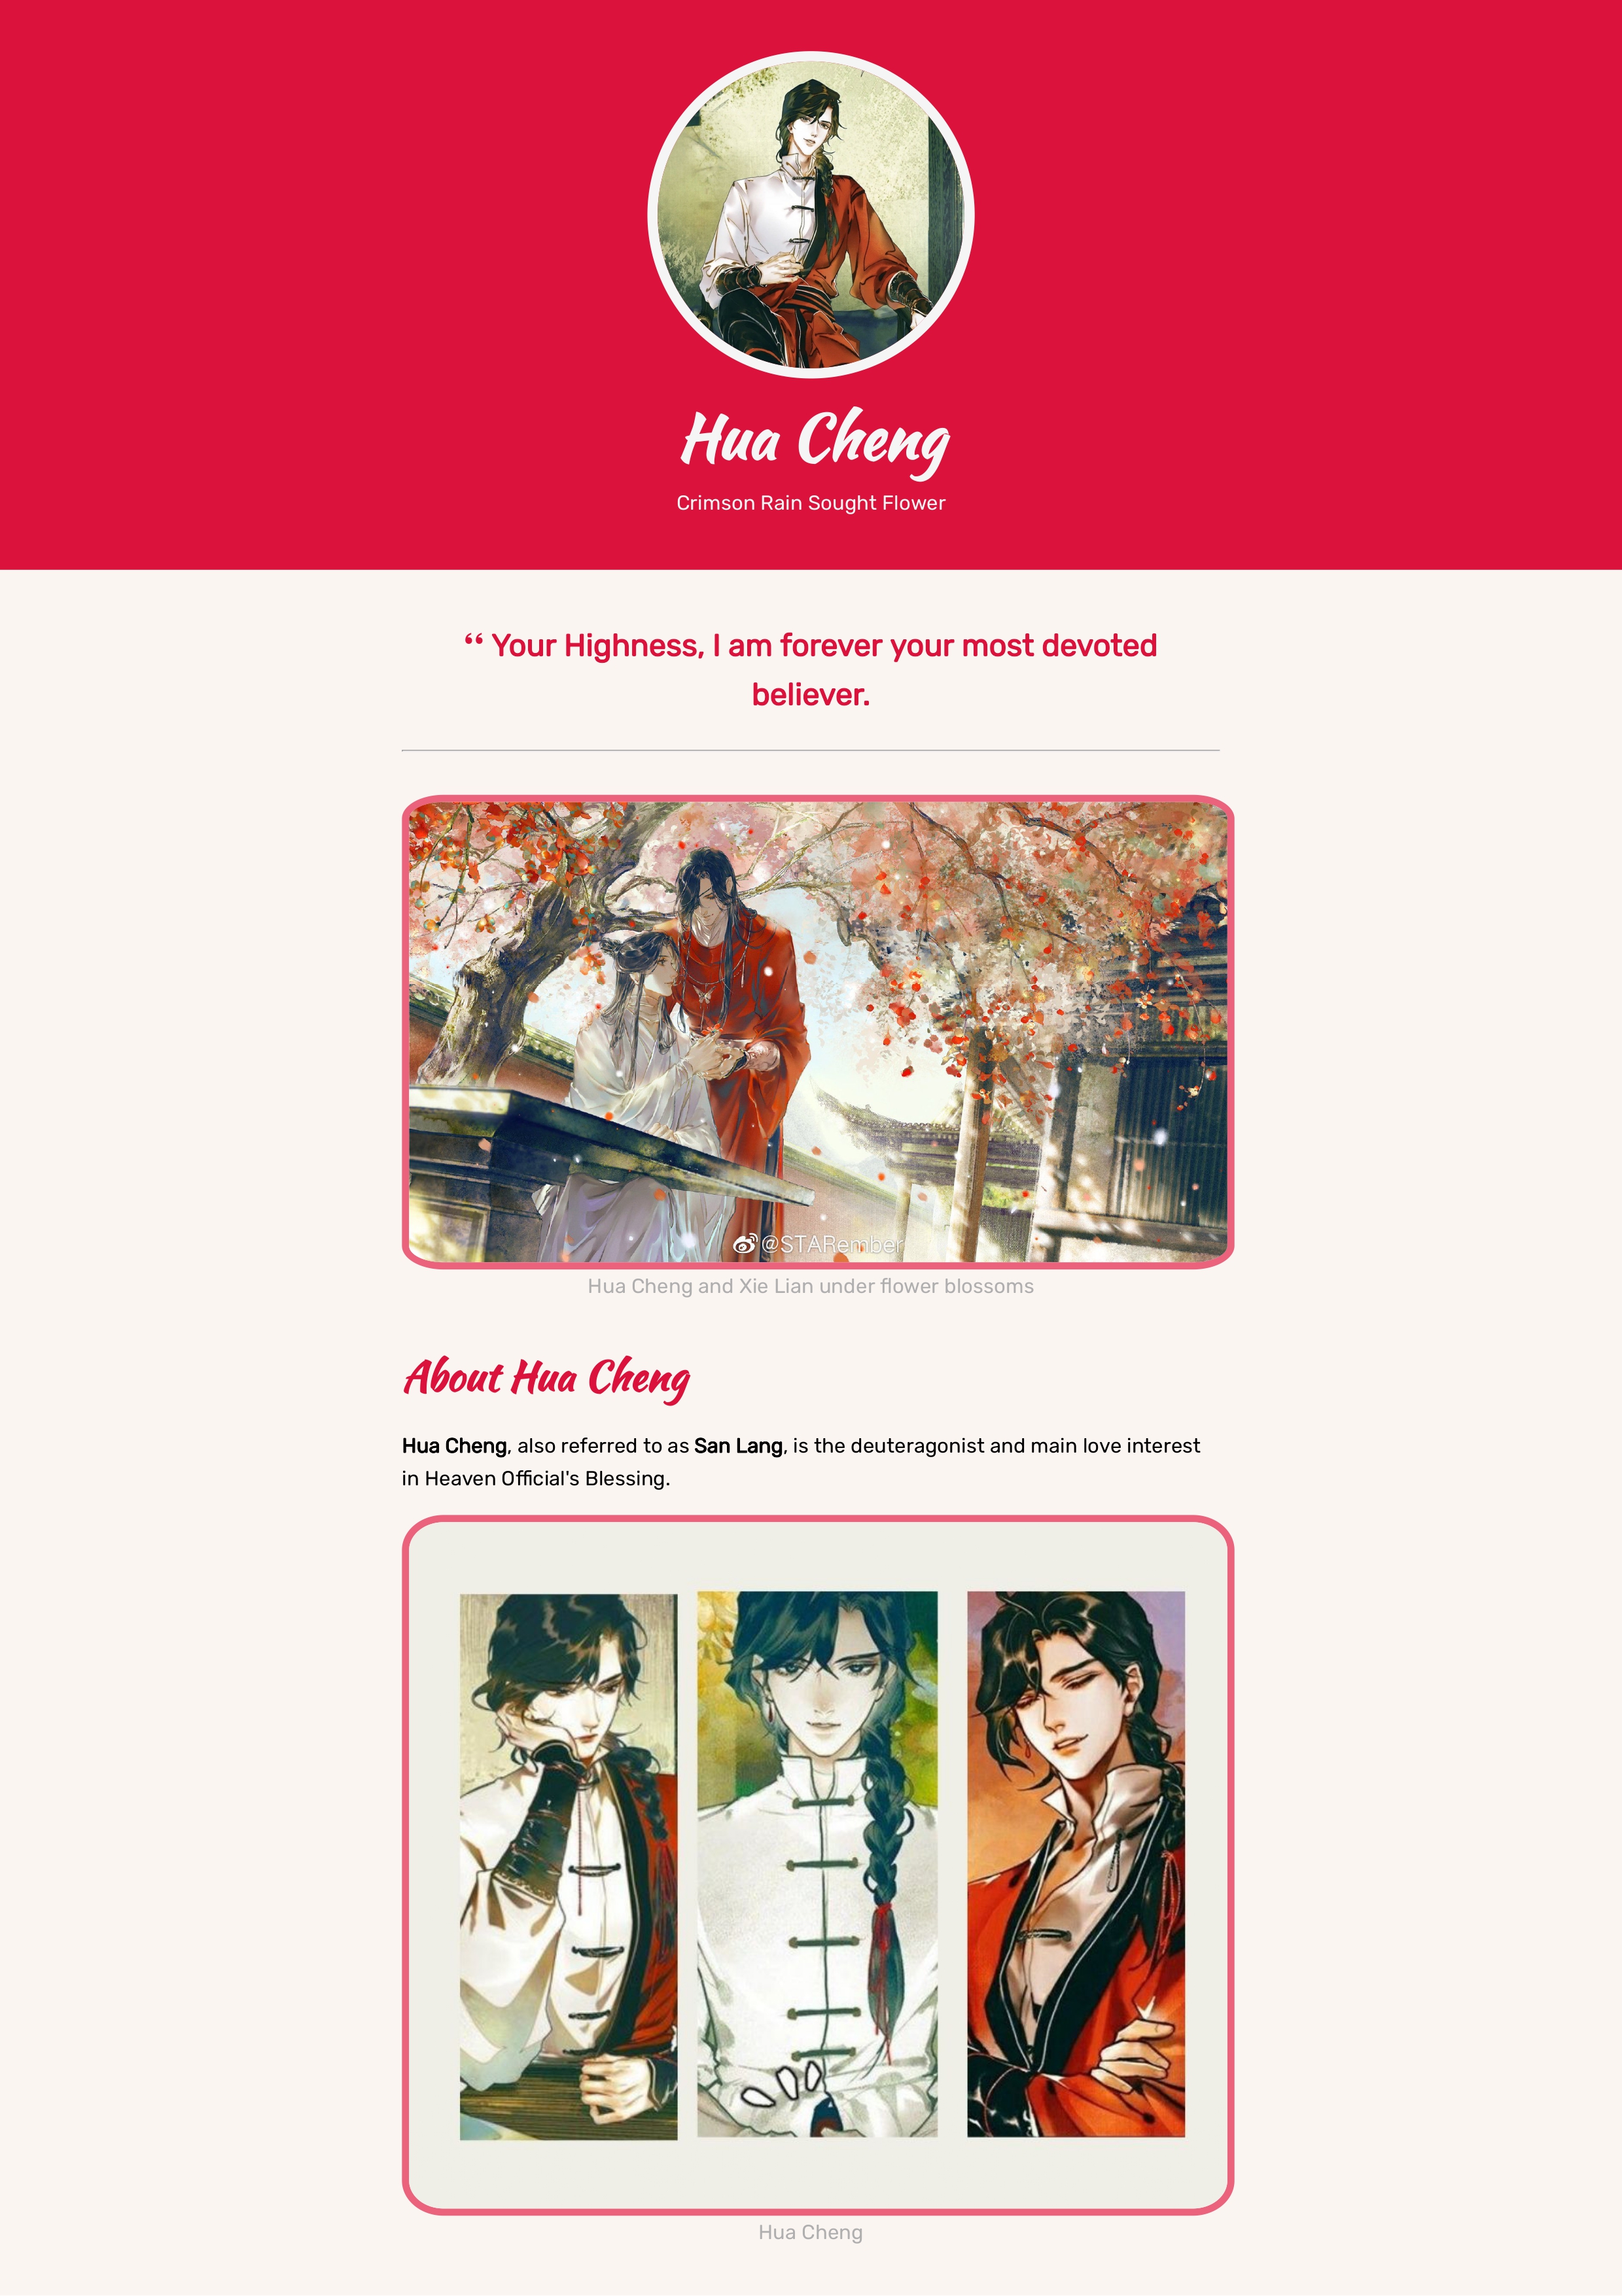 Hua Cheng
Crimson Rain Sought Flower
“ Your Highness, I am forever your most devoted
believer.
@STARember
Hua Cheng and Xie Lian under flower blossoms
About Hua Cheng
Hua Cheng, also referred to as San Lang, is the deuteragonist and main love interest
in Heaven Official's Blessing.
Hua Cheng